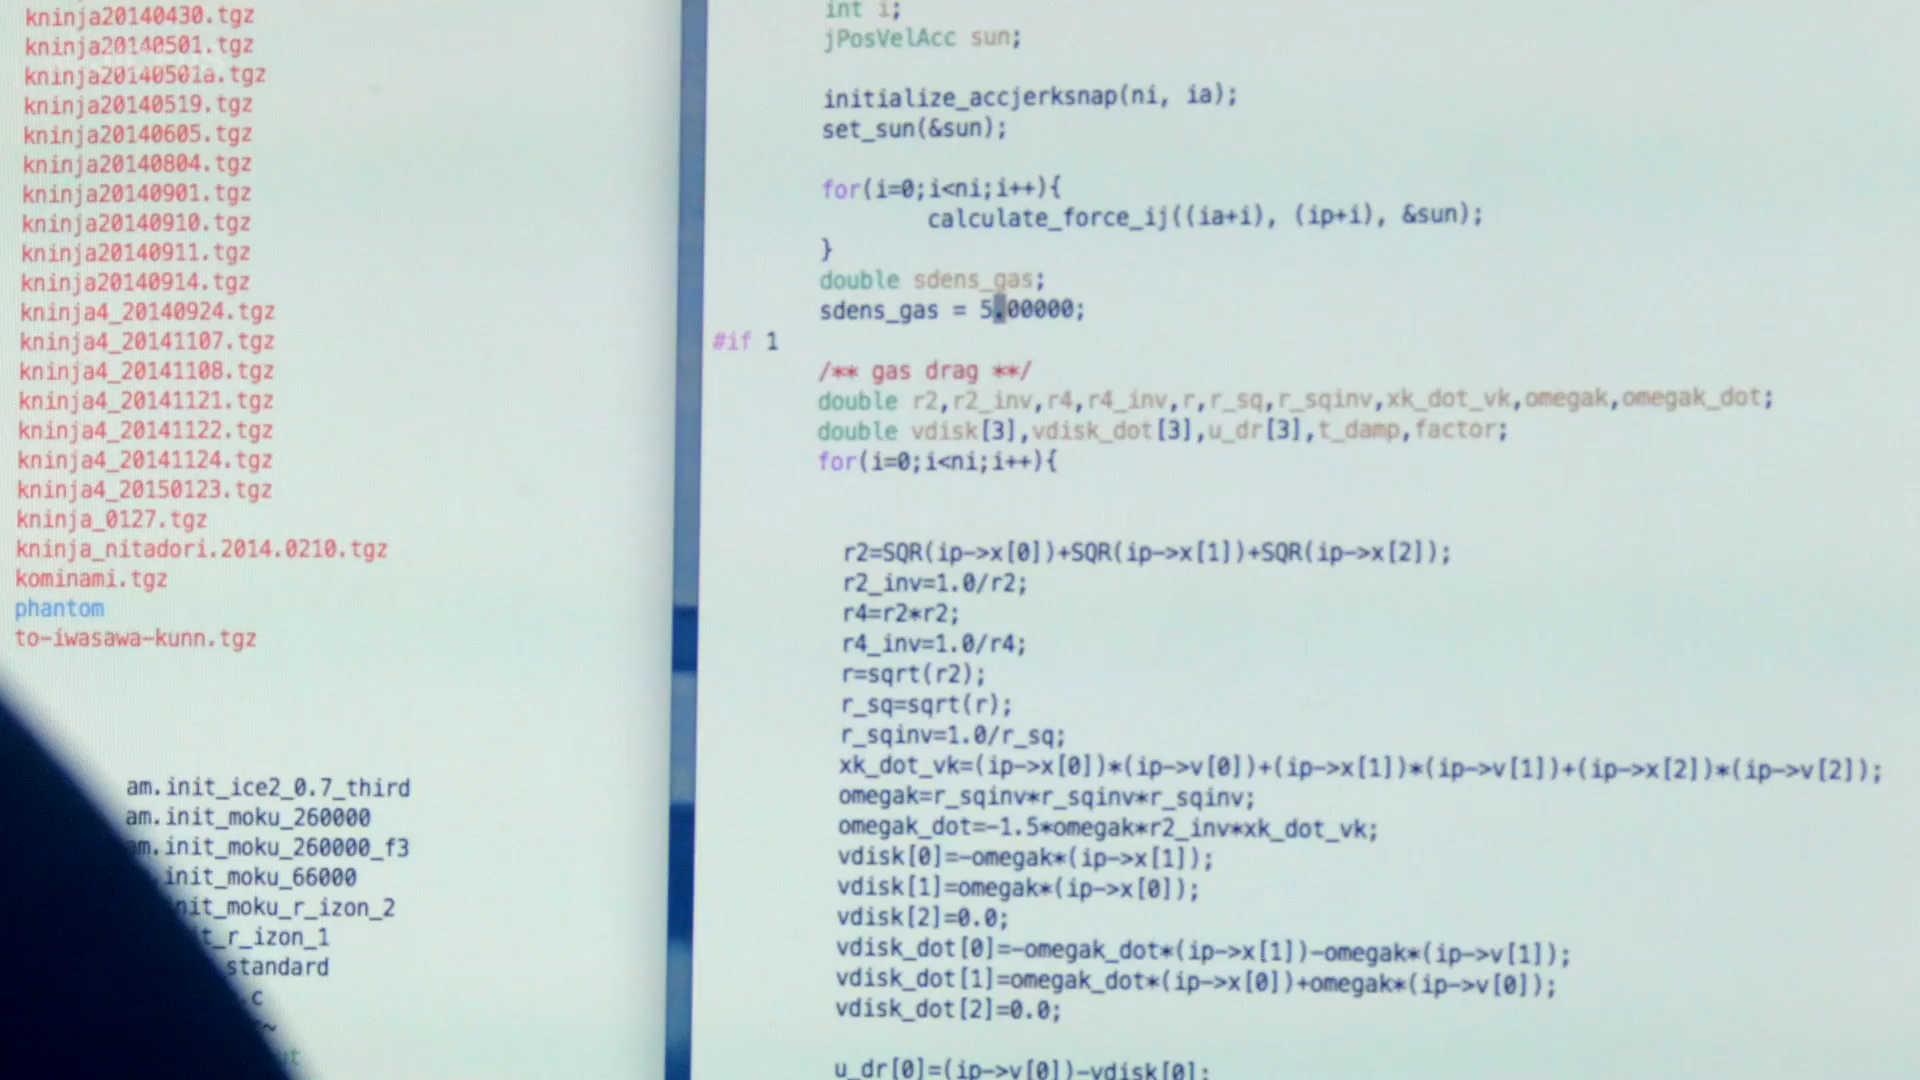 kninja20140430.tgz
kninja20140501.tgz
kninja20140501a.tgz
kninja20140519.tgz
kninja20140605.tgz
kninja20140804.tgz
kninja20140901.tgz
kninja20140910.tgz
kninja20140911.tgz
kninja20140914.tgz
kninja4_20140924.tgz
kninja4_20141107.tgz
kninja4_20141108.tgz
kninja4_20141121.tgz
kninja4_20141122.tgz
kninja4_20141124.tgz
kninja4_20150123.tgz
kninja_0127.tgz
kninja_nitadori.2014.0210.tgz
kominami.tgz
phantom
to-iwasawa-kunn.tgz
am.init_ice2_0.7_third
am.init_moku_260000
m.init_moku_260000_f3
.init_moku_66000
nit_moku_r_izon_2
t_r_izon_1
standard
.c
~
int i;
jPosVelAcc sun;
initialize_accjerksnap(ni, ia);
set_sun(&sun);
for(i=0;i<ni;i++){
calculate_force_ij((ia+i), (ip+i), &sun);
}
double sdens_gas;
sdens_gas = 5.00000;
#if 1
/** gas drag **/
double r2,r2_inv,r4,r4_inv,r,r_sq,r_sqinv,xk_dot_vk,omegak,omegak_dot;
double vdisk[3],vdisk_dot[3],u_dr[3],t_damp,factor;
for(i=0;i<ni;i++){
r2=SQR(ip->x[0])+SQR(ip->x[1])+SQR(ip->x[2]);
r2_inv=1.0/r2;
r4=r2*r2;
r4_inv=1.0/r4;
r=sqrt(r2);
r_sq=sqrt(r);
r_sqinv=1.0/r_sq;
xk_dot_vk=(ip->x[0])*(ip->v[0])+(ip->x[1])*(ip->v[1])+(ip->x[2])*(ip->v[2]);
omegak=r_sqinv*r_sqinv*r_sqinv;
omegak_dot=-1.5*omegak*r2_inv*xk_dot_vk;
vdisk[0]=-omegak*(ip->x[1]);
vdisk[1]=omegak*(ip->x[0]);
vdisk[2]=0.0;
vdisk_dot[0]=-omegak_dot*(ip->x[1])-omegak*(ip->v[1]);
vdisk_dot[1]=omegak_dot*(ip->x[0])+omegak*(ip->v[0]);
vdisk_dot[2]=0.0;
u_dr[0]=(ip->v[0])-vdisk[0];